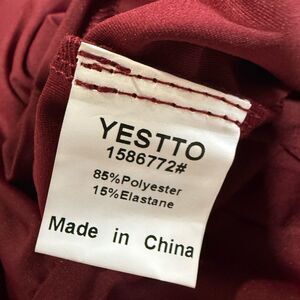 YESTTO
1586772#
85%Polyester
15%Elastane
Made in China